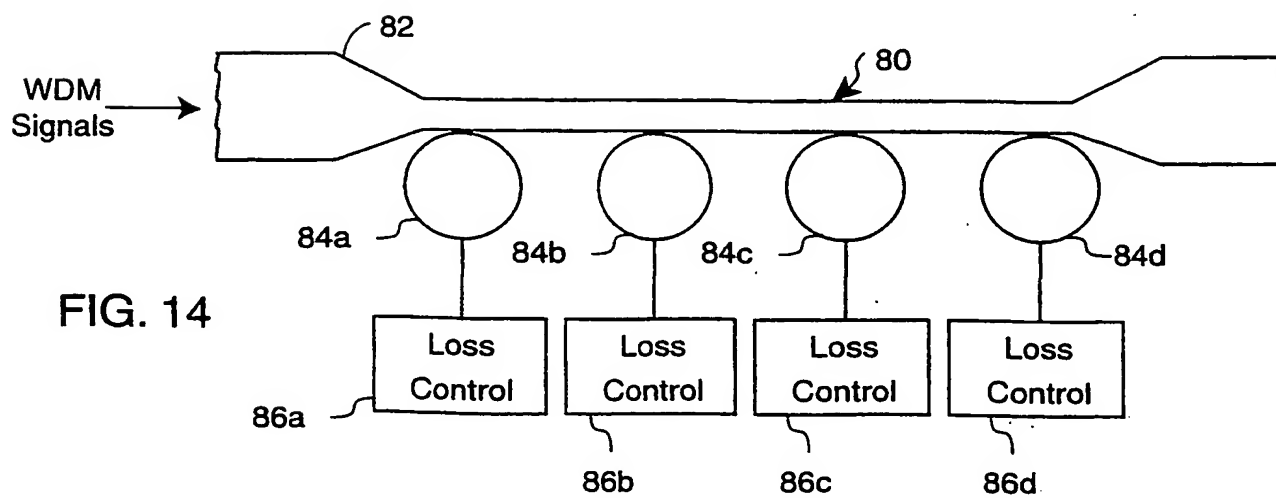 82
80
WDM
Signals
84a
84b
84c
84d
FIG. 14
Loss
Control
Loss
Control
Loss
Control
Loss
Control
86a
86b
86c
86d